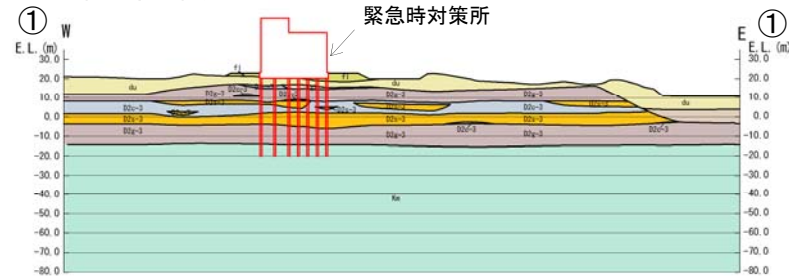 ① W
緊急時対策所
E ①
E.L.(m)
E.L.(m)
30.0
20.0
10.0
0.0
-10.0
-20.0
-30.0
-40.0
-50.0
-60.0
-70.0
-80.0
fl
fl
du
du
du
D2g-3
D2g-3
D2c-3
D2s-3
D2s-3
D2s-3
D2g-3
D2g-3
D2c-3
Km
30.0
20.0
10.0
0.0
-10.0
-20.0
-30.0
-40.0
-50.0
-60.0
-70.0
-80.0